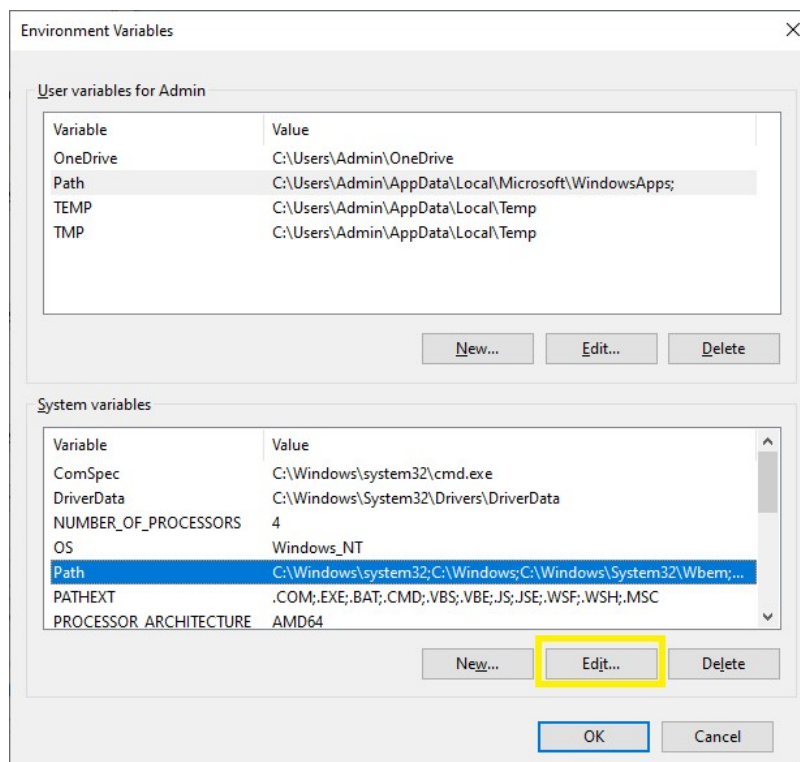 Environment Variables
User variables for Admin
Variable Value
OneDrive C:\Users\Admin\OneDrive
Path C:\Users\Admin\AppData\Local\Microsoft\WindowsApps;
TEMP C:\Users\Admin\AppData\Local\Temp
TMP C:\Users\Admin\AppData\Local\Temp
New... Edit... Delete
System variables
Variable Value
ComSpec C:\Windows\system32\cmd.exe
DriverData C:\Windows\System32\Drivers\DriverData
NUMBER_OF_PROCESSORS 4
OS Windows_NT
Path C:\Windows\system32;C:\Windows;C:\Windows\System32\Wbem;...
PATHEXT .COM;.EXE;.BAT;.CMD;.VBS;.VBE;.JS;.JSE;.WSF;.WSH;.MSC
PROCESSOR_ARCHITECTURE AMD64
New... Edit... Delete
OK Cancel